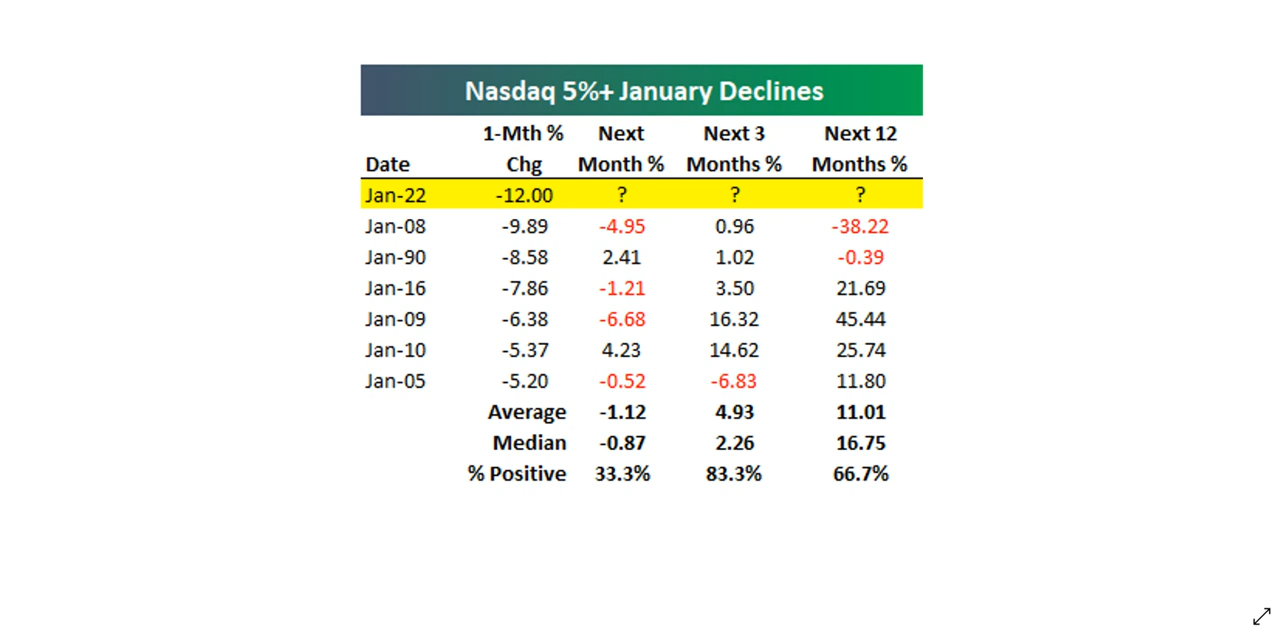 Nasdaq 5%+ January Declines
1-Mth % Next Next 3 Next 12
Date Chg Month % Months % Months %
Jan-22 -12.00 ? ? ?
Jan-08 -9.89 -4.95 0.96 -38.22
Jan-90 -8.58 2.41 1.02 -0.39
Jan-16 -7.86 -1.21 3.50 21.69
Jan-09 -6.38 -6.68 16.32 45.44
Jan-10 -5.37 4.23 14.62 25.74
Jan-05 -5.20 -0.52 -6.83 11.80
Average -1.12 4.93 11.01
Median -0.87 2.26 16.75
% Positive 33.3% 83.3% 66.7%